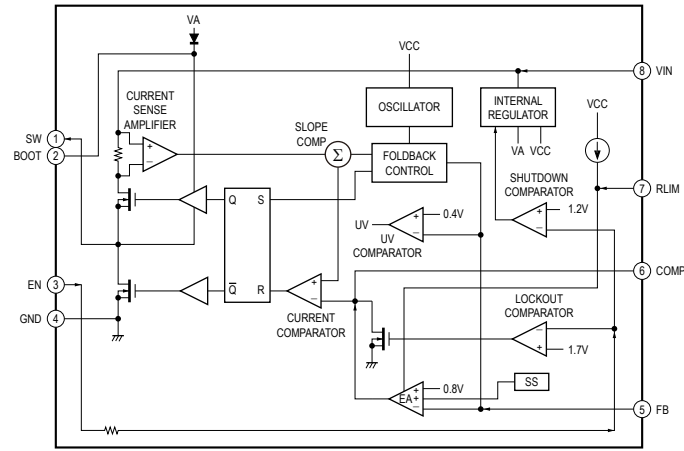 VA
VCC
8 VIN
CURRENT
SENSE
AMPLIFIER
OSCILLATOR
INTERNAL
REGULATOR
VCC
SW 1
BOOT 2
+
−
SLOPE
COMP
Σ
FOLDBACK
CONTROL
VA VCC
SHUTDOWN
COMPARATOR
7 RLIM
Q S
UV
0.4V
+
−
UV
COMPARATOR
+
−
1.2V
EN 3
GND 4
Q R
+
−
CURRENT
COMPARATOR
6 COMP
LOCKOUT
COMPARATOR
−
+
1.7V
0.8V
SS
EA
+
+
−
5 FB